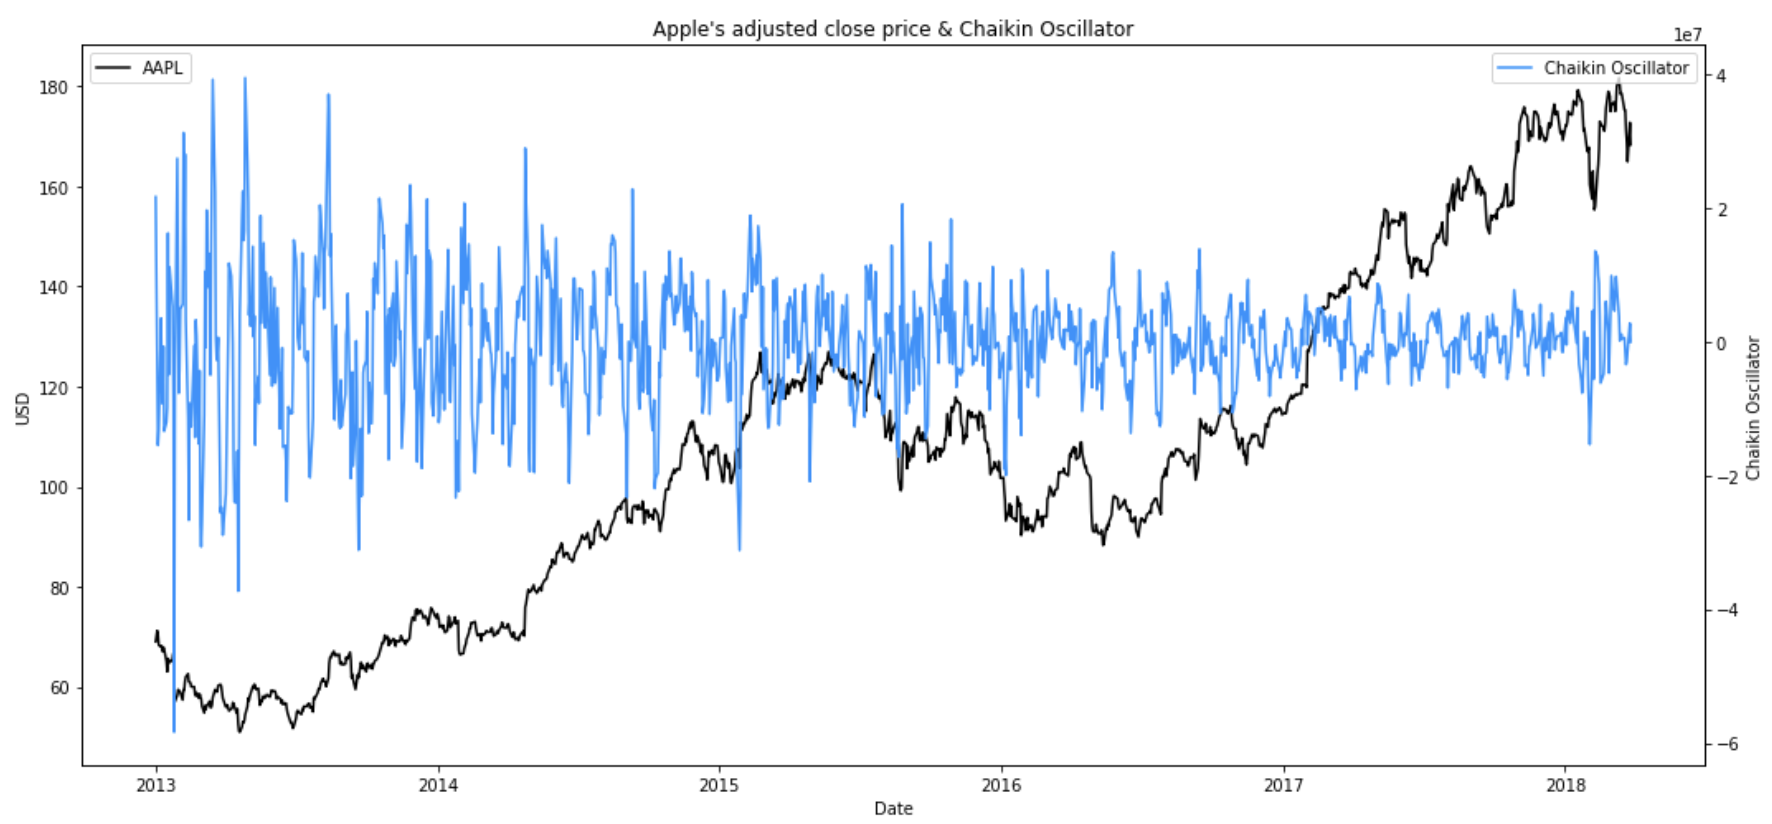 Apple's adjusted close price & Chaikin Oscillator
1e7
AAPL
Chaikin Oscillator
180
160
140
120
100
80
60
USD
4
2
0
−2
−4
−6
Chaikin Oscillator
2013
2014
2015
2016
2017
2018
Date